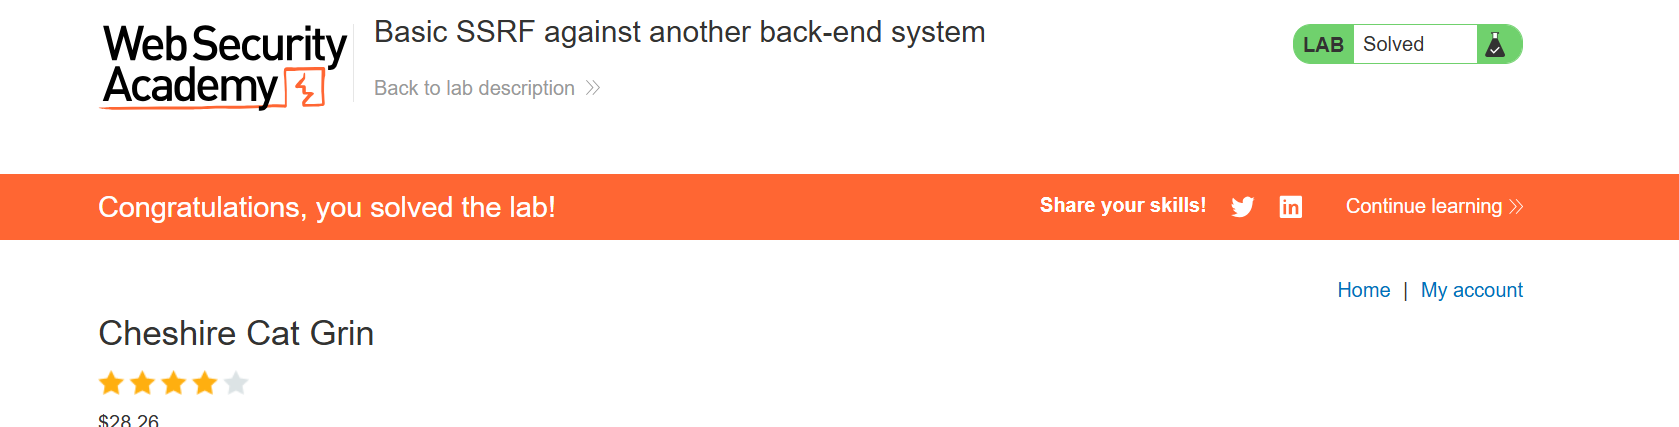 Web Security
Academy
Basic SSRF against another back-end system
Back to lab description
LAB Solved
Congratulations, you solved the lab!
Share your skills!
Continue learning
Home | My account
Cheshire Cat Grin
$28.26